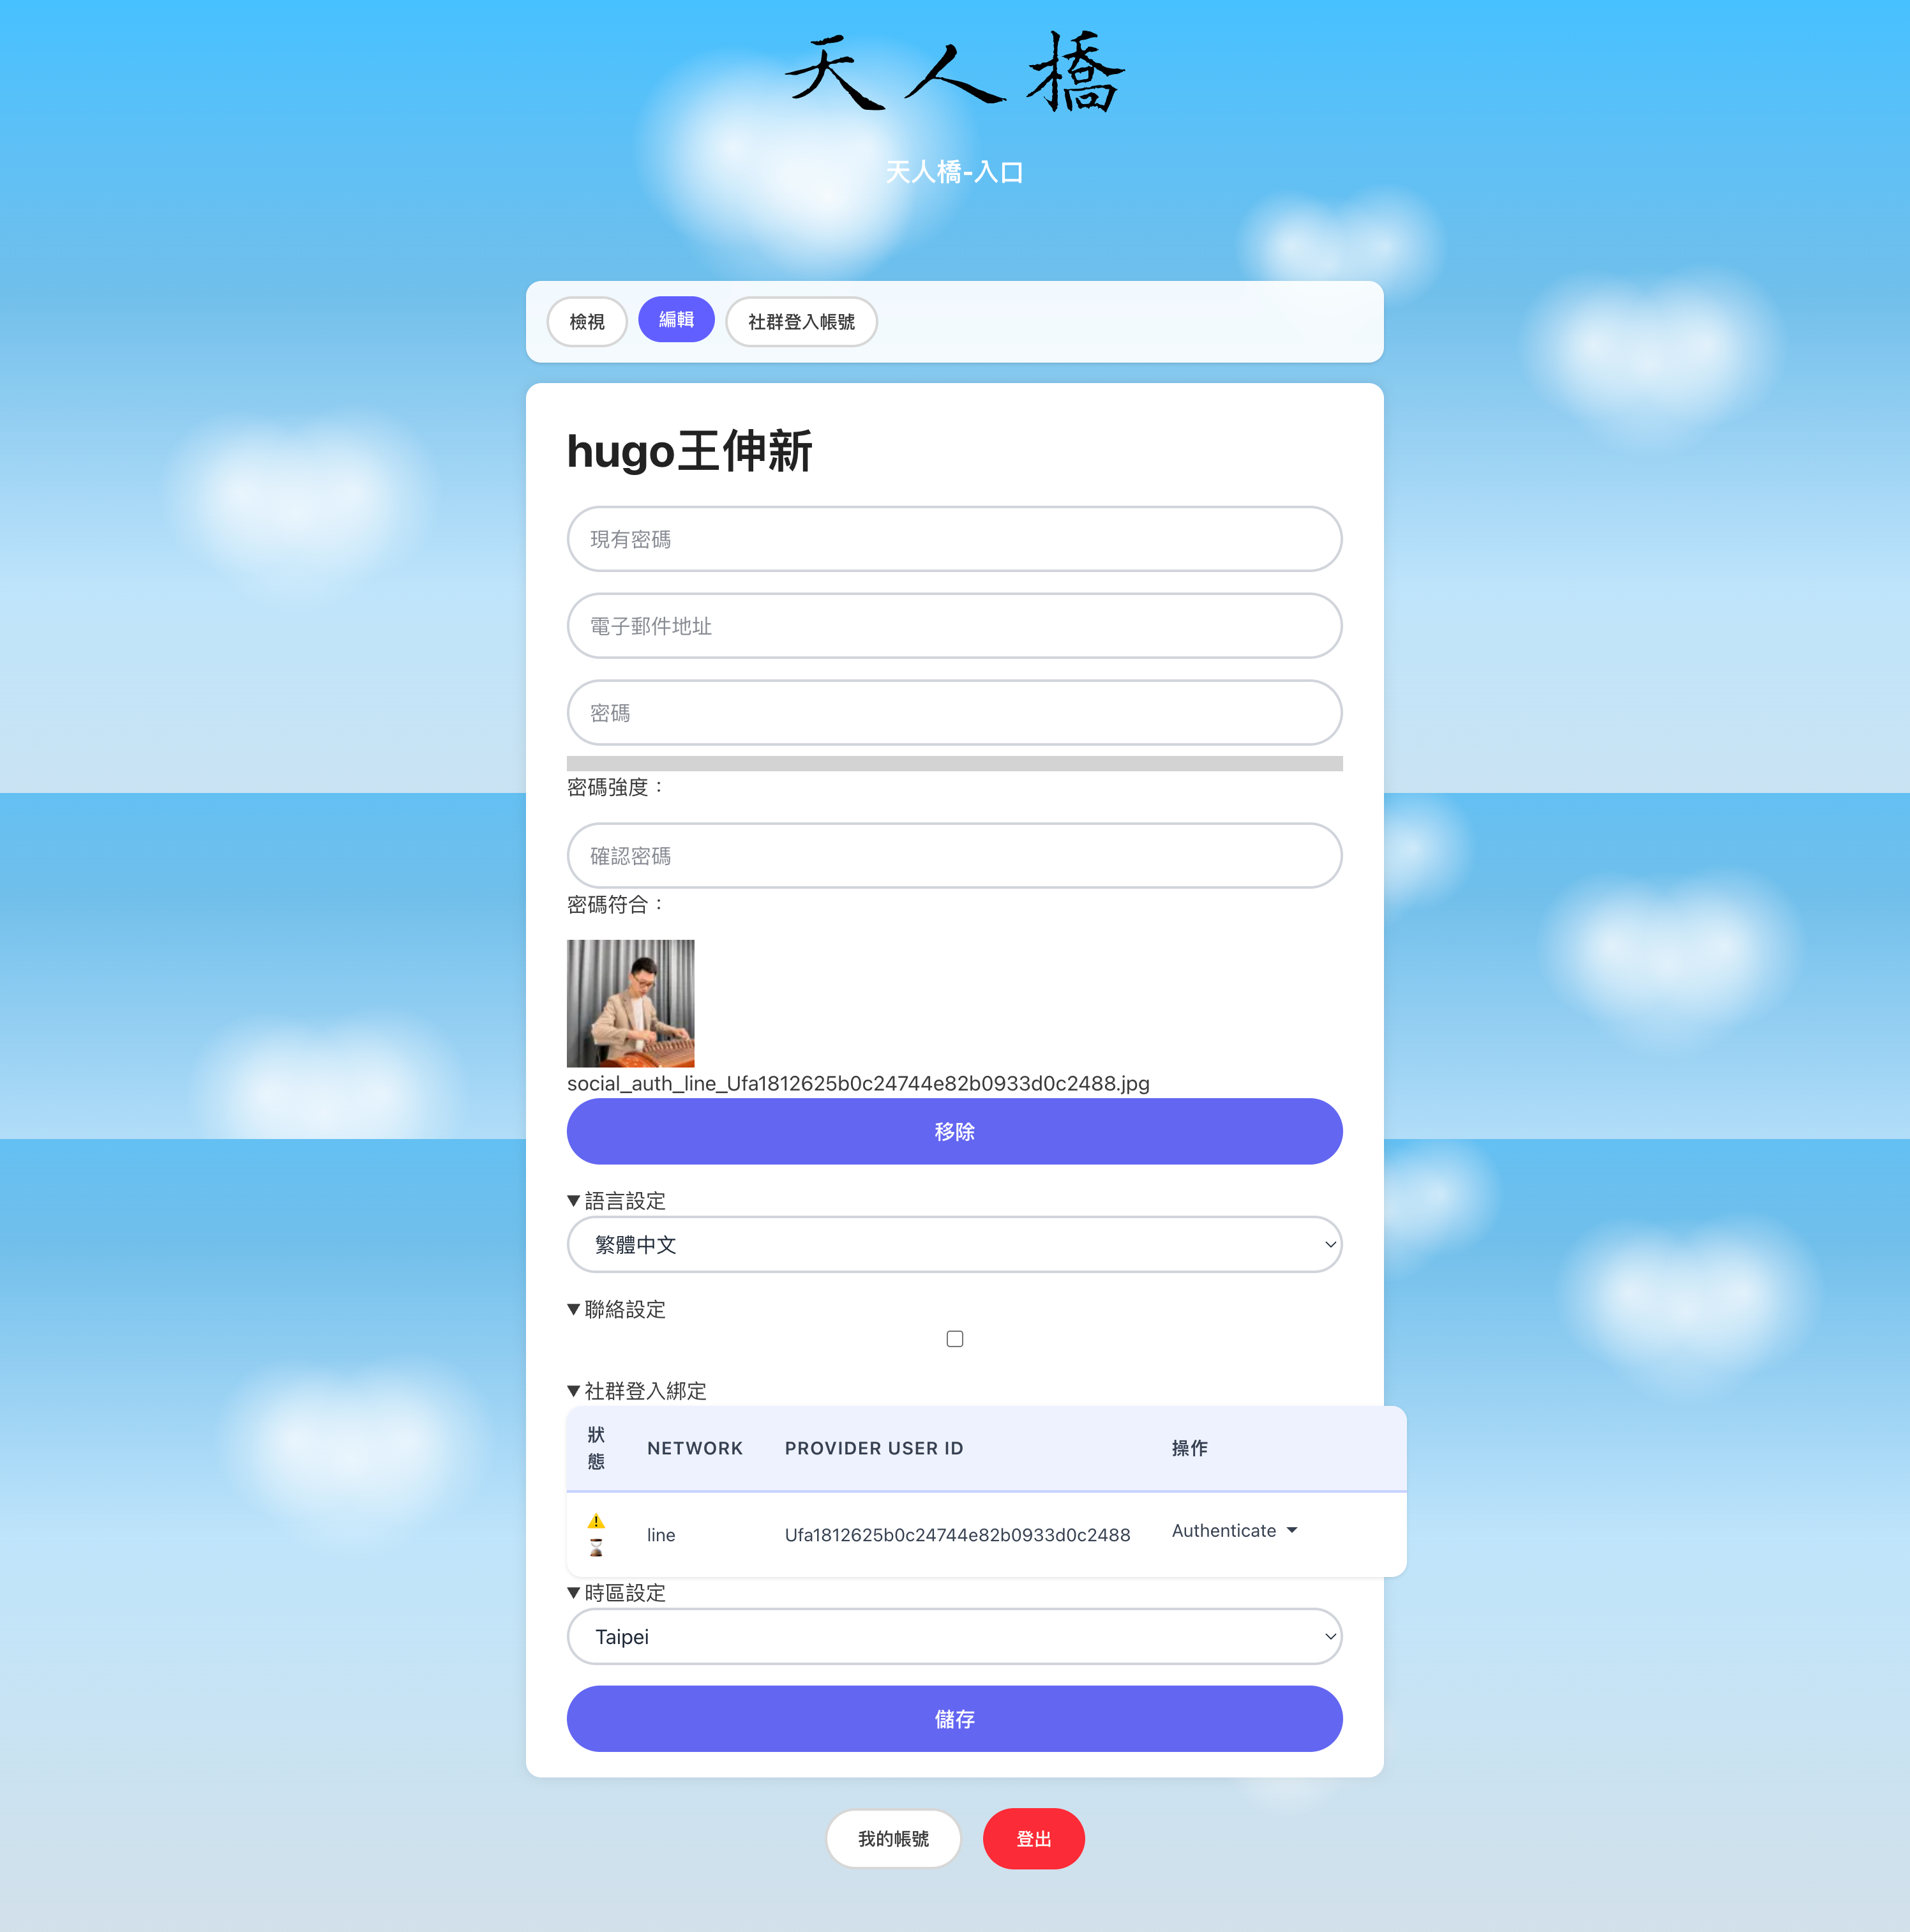 天人橋
天人橋-入口
檢視 編輯 社群登入帳號
hugo王伸新
現有密碼
電子郵件地址
密碼
密碼強度：
確認密碼
密碼符合：
social_auth_line_Ufa1812625b0c24744e82b0933d0c2488.jpg
移除
▼語言設定
繁體中文
▼聯絡設定
▼社群登入綁定
狀態 NETWORK PROVIDER USER ID 操作
line Ufa1812625b0c24744e82b0933d0c2488 Authenticate
▼時區設定
Taipei
儲存
我的帳號 登出